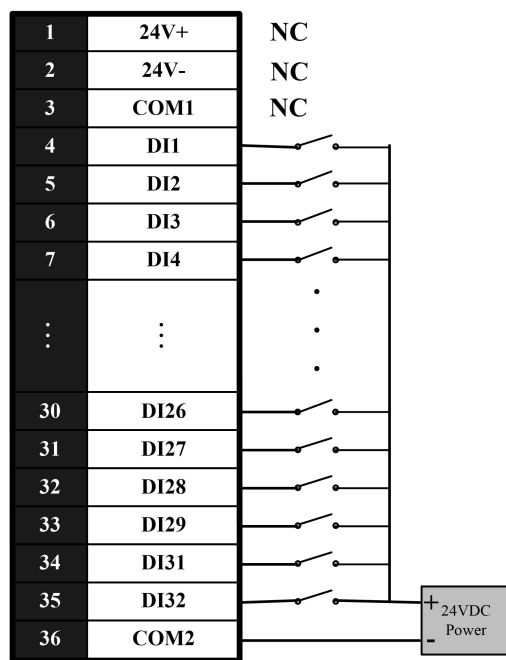 1 24V+ NC
2 24V- NC
3 COM1 NC
4 DI1
5 DI2
6 DI3
7 DI4
⋮ ⋮
30 DI26
31 DI27
32 DI28
33 DI29
34 DI31
35 DI32
36 COM2
+ 24VDC
- Power